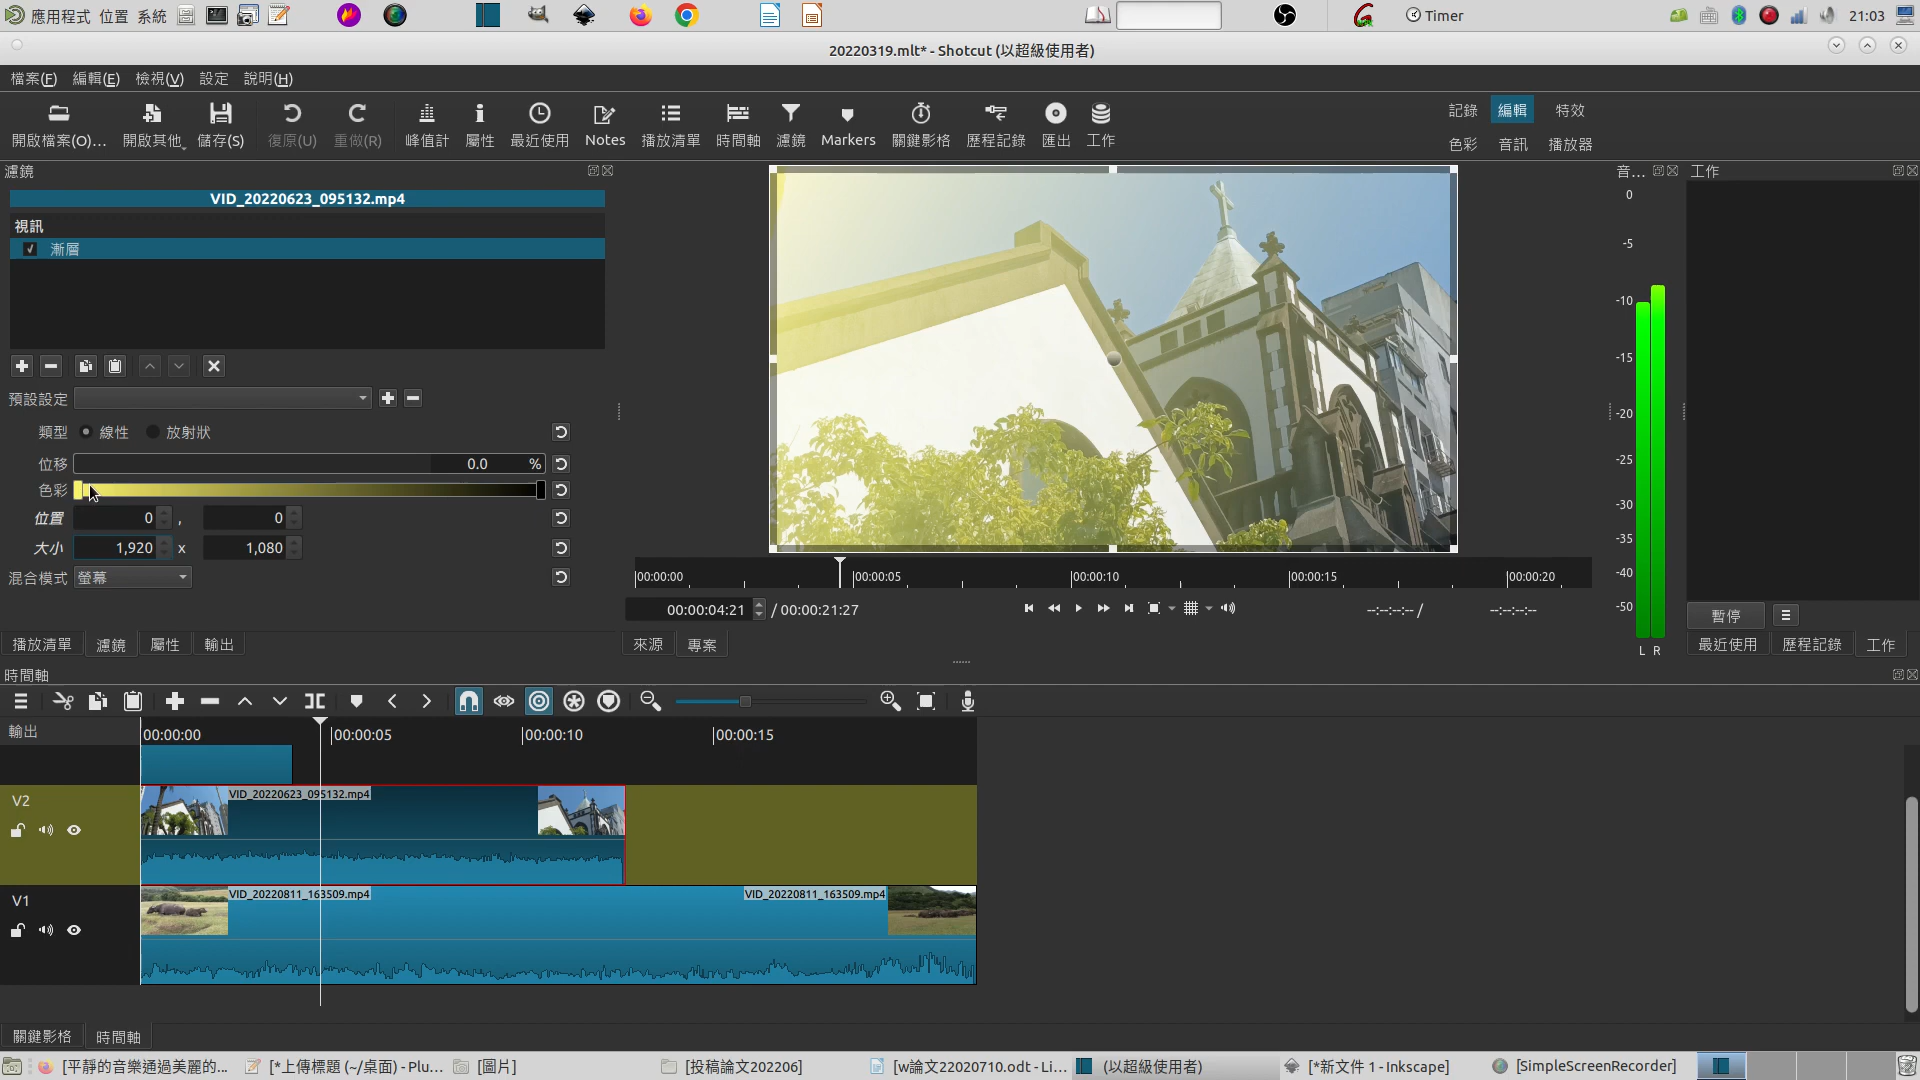 應用程式 位置 系統
Timer
21:03
20220319.mlt* - Shotcut (以超級使用者)
檔案(F) 編輯(E) 檢視(V) 設定 說明(H)
開啟檔案(O)... 開啟其他 儲存(S) 復原(U) 重做(R) 峰值計 屬性 最近使用 Notes 播放清單 時間軸 濾鏡 Markers 關鍵影格 歷程記錄 匯出 工作
記錄 編輯 特效
色彩 音訊 播放器
濾鏡
音... 工作
VID_20220623_095132.mp4
視訊
漸層
預設設定
類型 線性 放射狀
位移 0.0 %
色彩
位置 0 , 0
大小 1,920 x 1,080
混合模式 螢幕
0
-5
-10
-15
-20
-25
-30
-35
-40
-50
L R
00:00:00 00:00:05 00:00:10 00:00:15 00:00:20
00:00:04:21 / 00:00:21:27 --:--:--:-- / --:--:--:--
暫停
播放清單 濾鏡 屬性 輸出
來源 專案
最近使用 歷程記錄 工作
時間軸
輸出
00:00:00 00:00:05 00:00:10 00:00:15
V2
VID_20220623_095132.mp4
V1
VID_20220811_163509.mp4 VID_20220811_163509.mp4
關鍵影格 時間軸
[平靜的音樂通過美麗的... [*上傳標題 (~/桌面) - Plu... [圖片] [投稿論文202206] [w論文22020710.odt - Li... (以超級使用者) [*新文件 1 - Inkscape] [SimpleScreenRecorder]